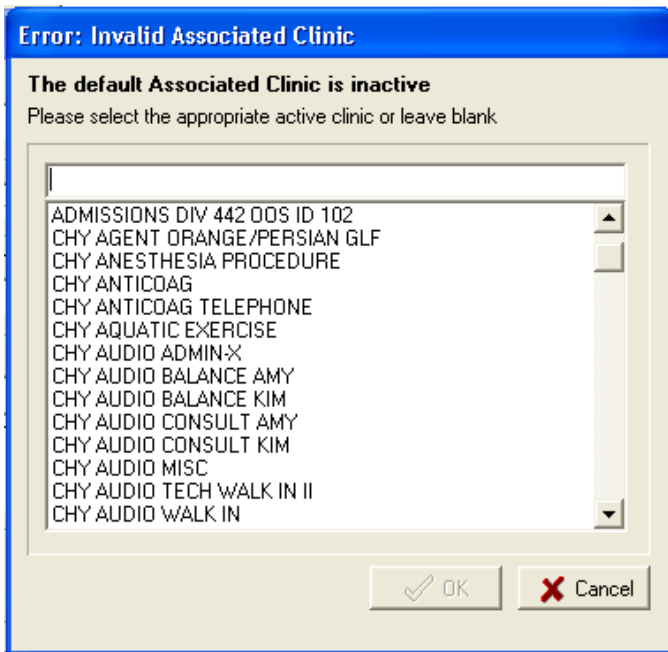 Error: Invalid Associated Clinic
The default Associated Clinic is inactive
Please select the appropriate active clinic or leave blank
ADMISSIONS DIV 442 OOS ID 102
CHY AGENT ORANGE/PERSIAN GLF
CHY ANESTHESIA PROCEDURE
CHY ANTICOAG
CHY ANTICOAG TELEPHONE
CHY AQUATIC EXERCISE
CHY AUDIO ADMIN-X
CHY AUDIO BALANCE AMY
CHY AUDIO BALANCE KIM
CHY AUDIO CONSULT AMY
CHY AUDIO CONSULT KIM
CHY AUDIO MISC
CHY AUDIO TECH WALK IN II
CHY AUDIO WALK IN
OK
Cancel